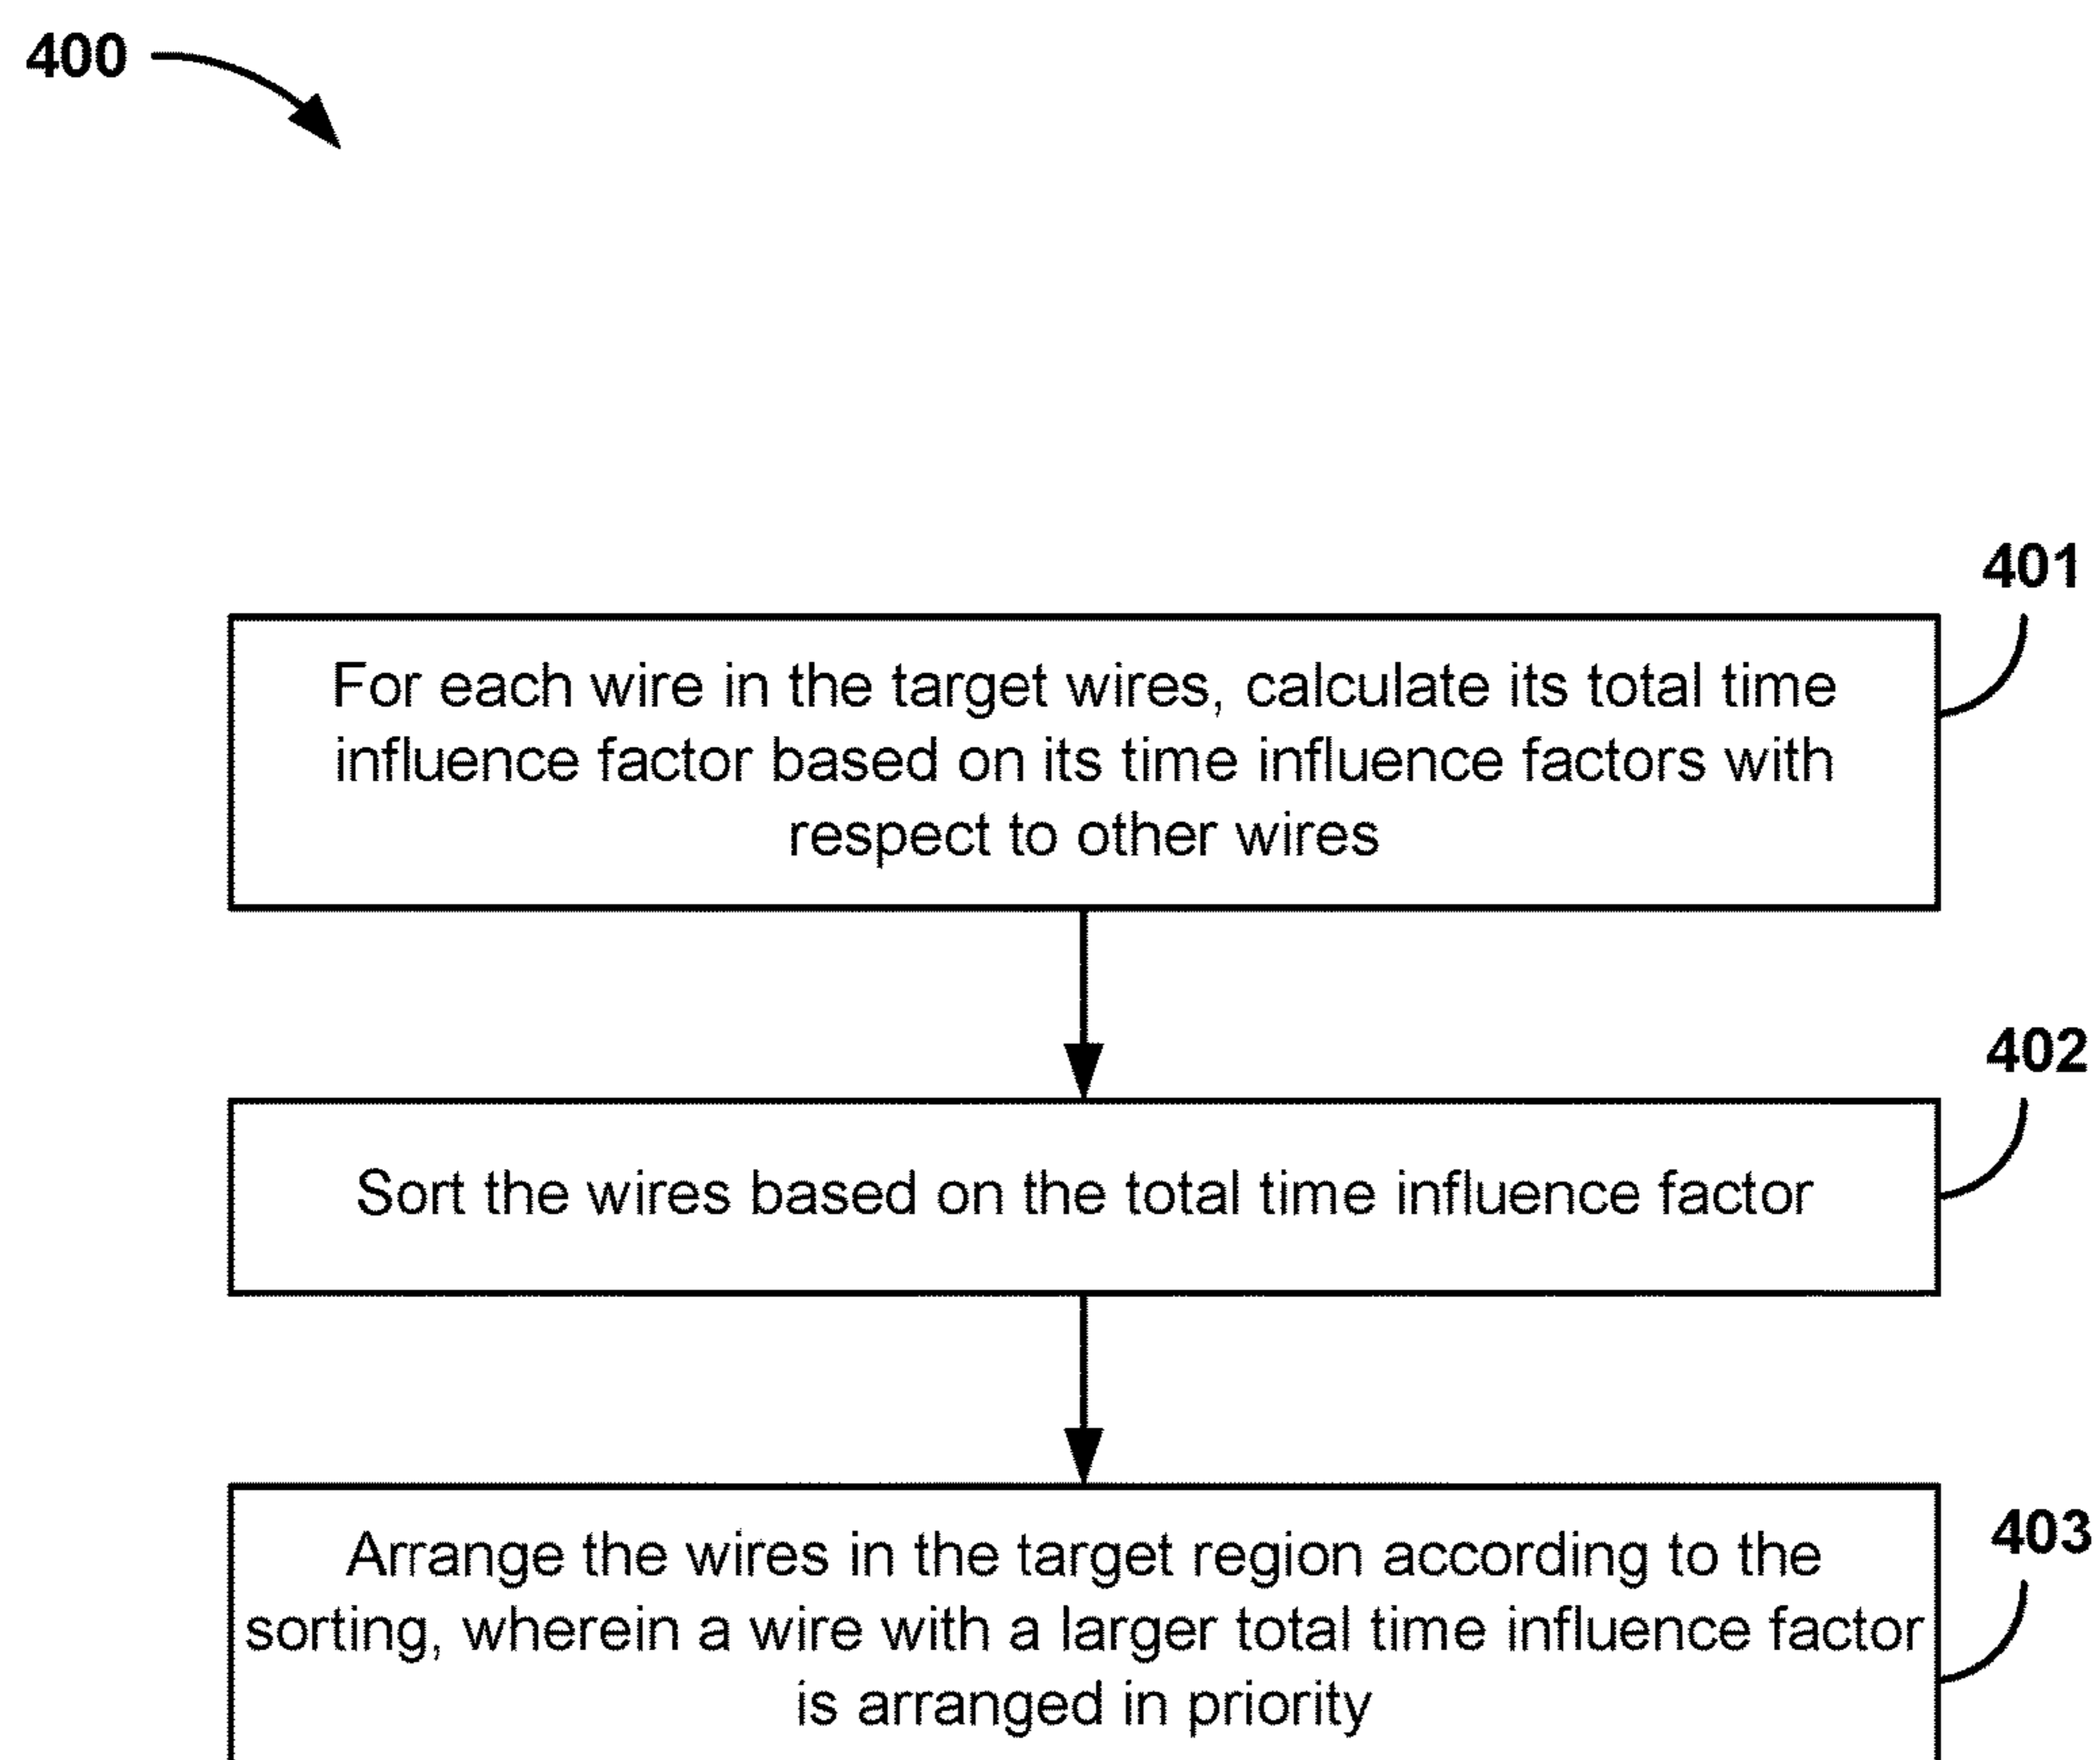 400
401
For each wire in the target wires, calculate its total time
influence factor based on its time influence factors with
respect to other wires
402
Sort the wires based on the total time influence factor
403
Arrange the wires in the target region according to the
sorting, wherein a wire with a larger total time influence factor
is arranged in priority